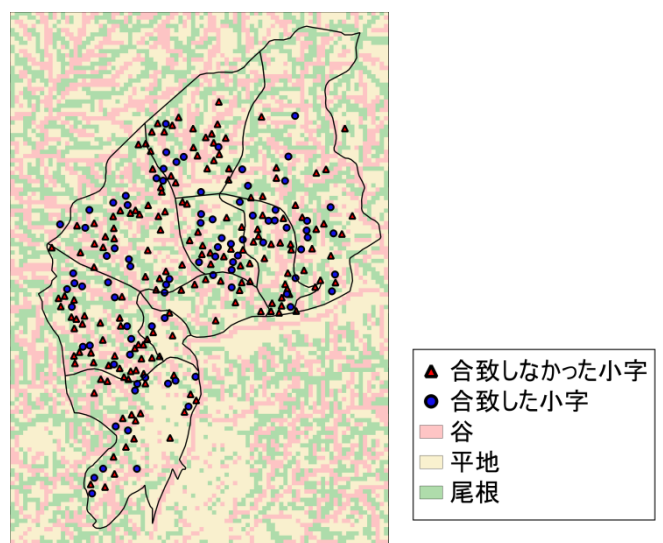 合致しなかった小字
合致した小字
谷
平地
尾根